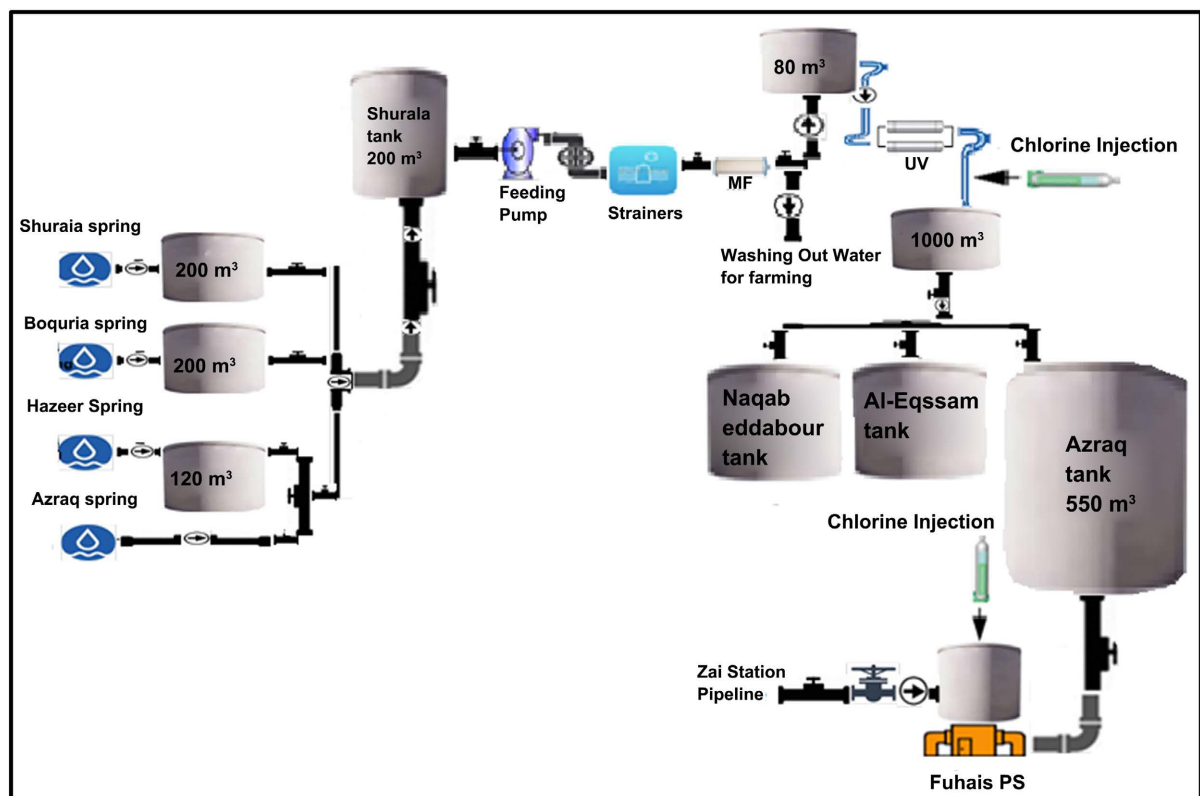 80 m³
Shurala
tank
200 m³
Chlorine Injection
UV
MF
Feeding
Pump
Strainers
Shuraia spring
200 m³
1000 m³
Washing Out Water
for farming
Boquria spring
200 m³
Hazeer Spring
120 m³
Azraq spring
Naqab
eddabour
tank
Al-Eqssam
tank
Azraq
tank
550 m³
Chlorine Injection
Zai Station
Pipeline
Fuhais PS